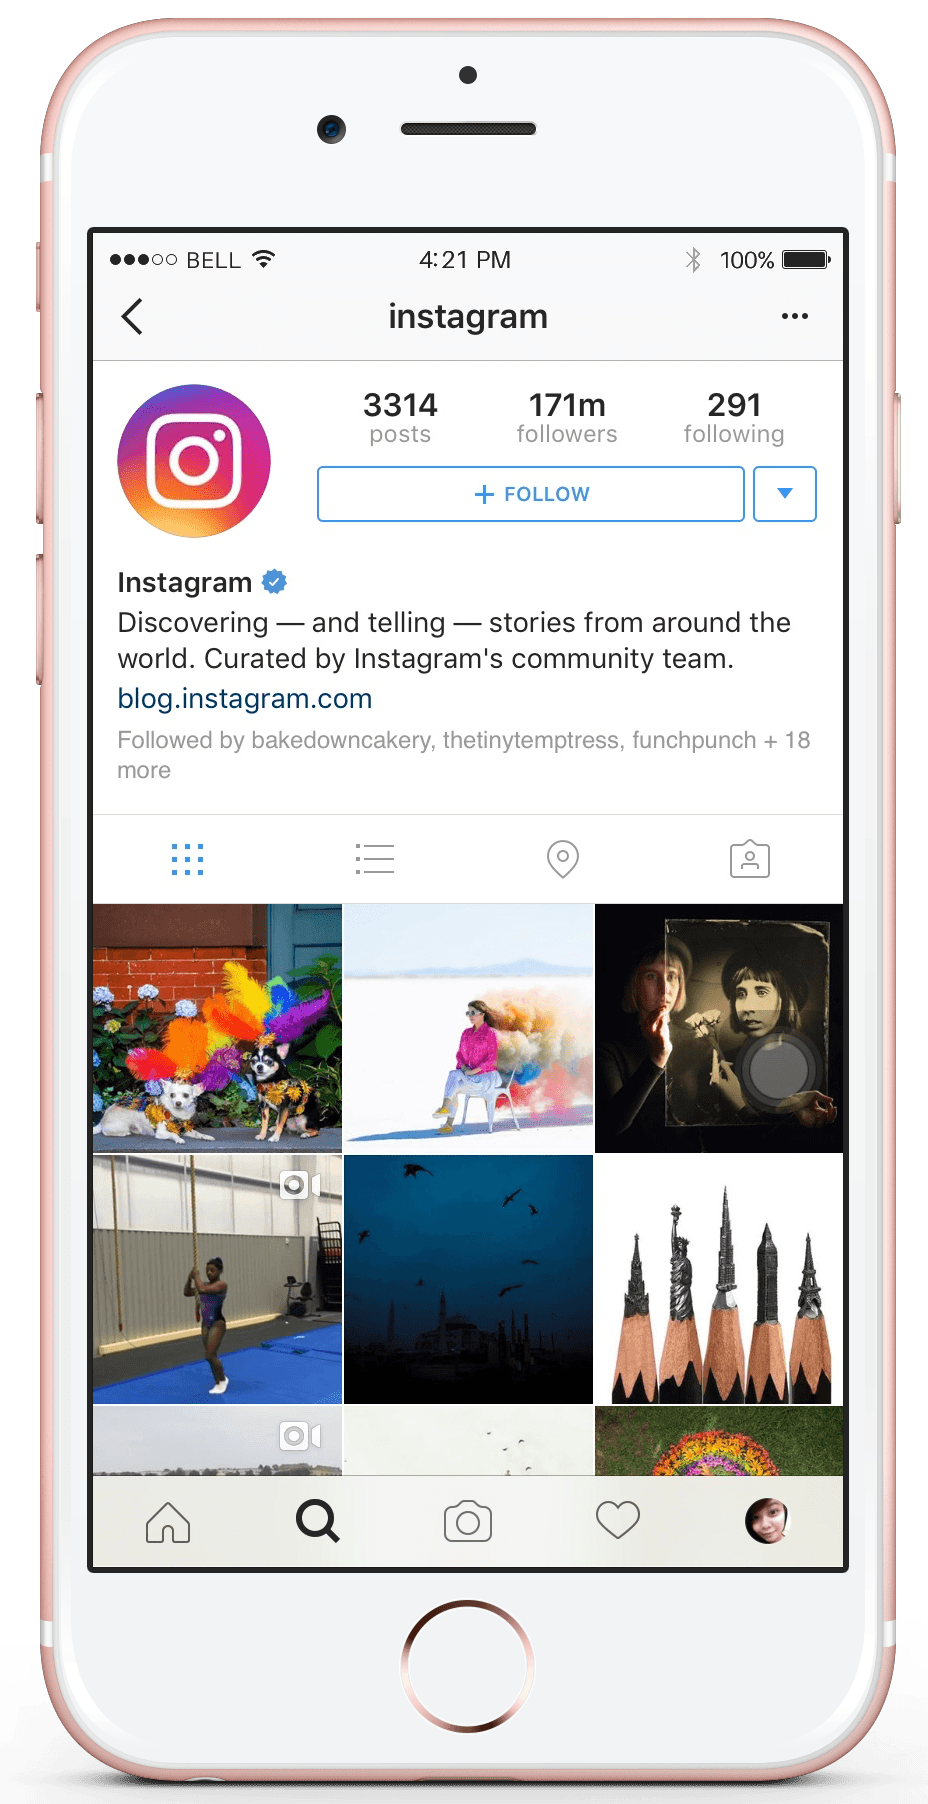 BELL 4:21 PM 100%
instagram
3314 171m 291
posts followers following
+ FOLLOW
Instagram
Discovering — and telling — stories from around the
world. Curated by Instagram's community team.
blog.instagram.com
Followed by bakedowncakery, thetinytemptress, funchpunch + 18
more